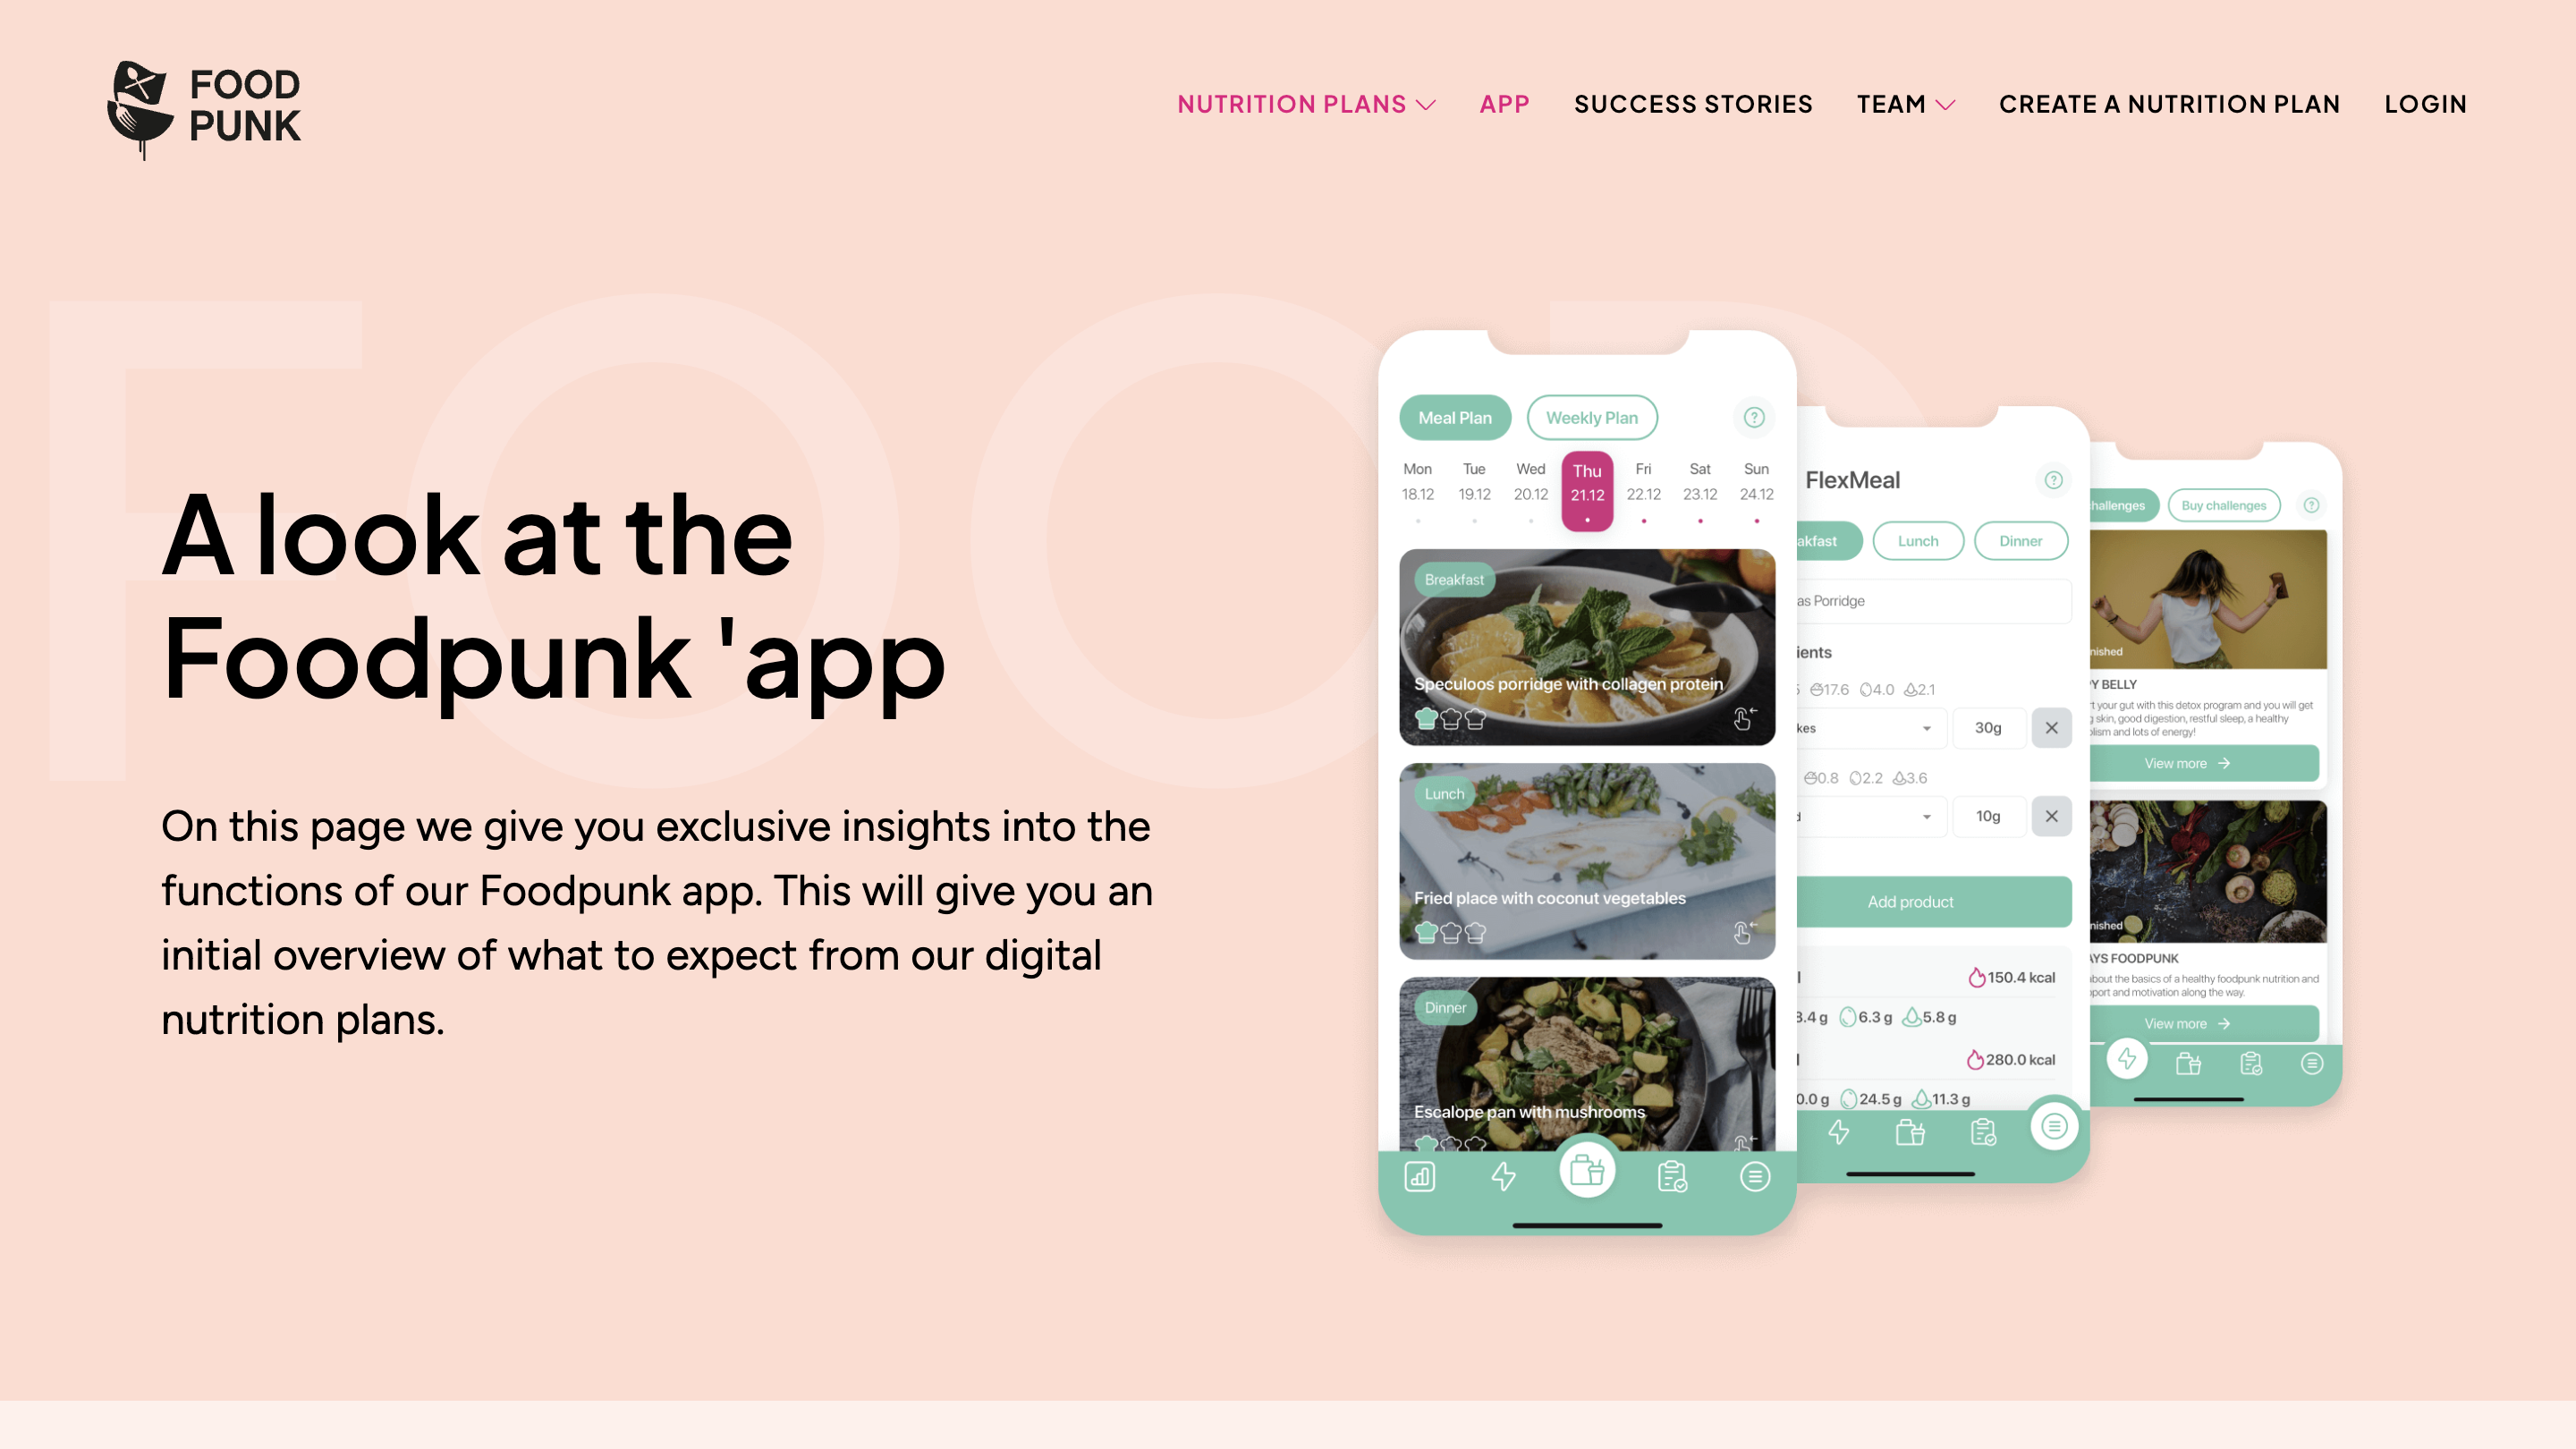 FOOD
PUNK
NUTRITION PLANS APP SUCCESS STORIES TEAM CREATE A NUTRITION PLAN LOGIN
FOOD
A look at the
Foodpunk 'app
On this page we give you exclusive insights into the
functions of our Foodpunk app. This will give you an
initial overview of what to expect from our digital
nutrition plans.
Meal Plan Weekly Plan ?
Mon Tue Wed Thu Fri Sat Sun
18.12 19.12 20.12 21.12 22.12 23.12 24.12
Breakfast
Speculoos porridge with collagen protein
Lunch
Fried place with coconut vegetables
Dinner
Escalope pan with mushrooms
FlexMeal ?
akfast Lunch Dinner
as Porridge
ients
5 17.6 4.0 2.1
kes 30g
0.8 2.2 3.6
d 10g
Add product
l 150.4 kcal
3.4 g 6.3 g 5.8 g
l 280.0 kcal
0.0 g 24.5 g 11.3 g
hallenges Buy challenges ?
nished
PY BELLY
rt your gut with this detox program and you will get
g skin, good digestion, restful sleep, a healthy
olism and lots of energy!
View more
nished
AYS FOODPUNK
about the basics of a healthy foodpunk nutrition and
pport and motivation along the way.
View more